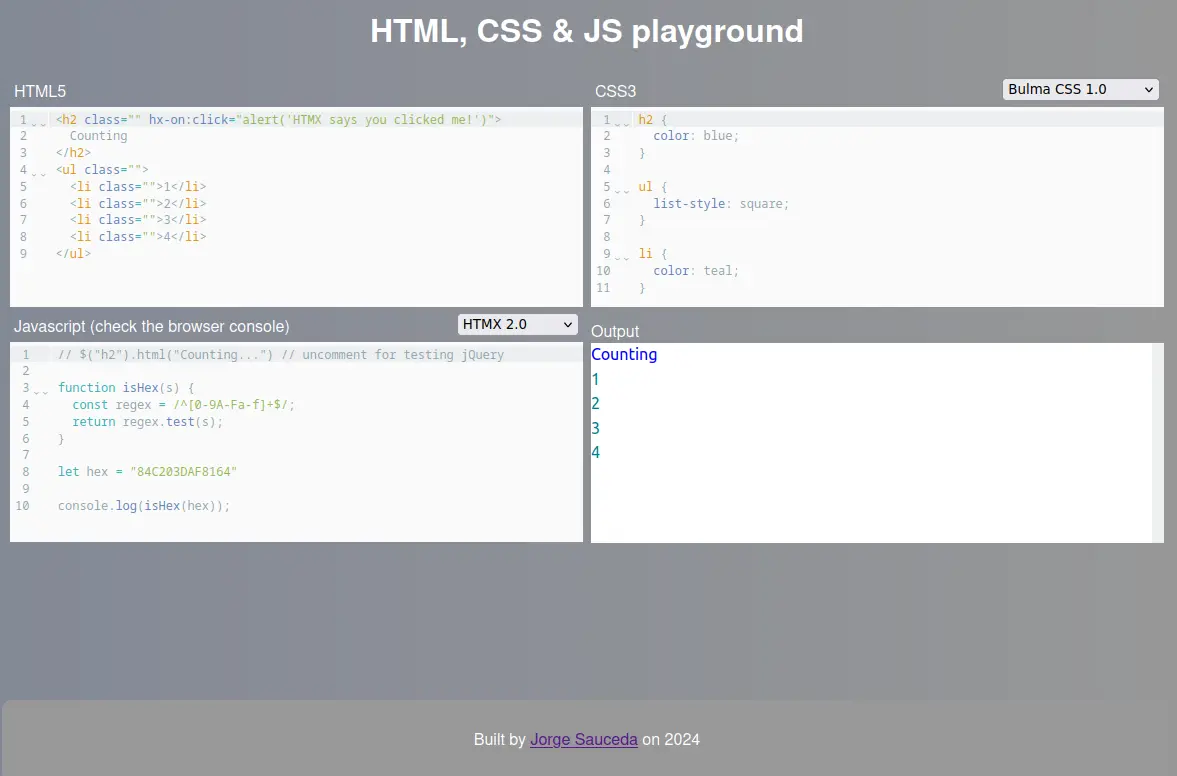 HTML, CSS & JS playground
HTML5
1 <h2 class="" hx-on:click="alert('HTMX says you clicked me!')">
2 Counting
3 </h2>
4 <ul class="">
5 <li class="">1</li>
6 <li class="">2</li>
7 <li class="">3</li>
8 <li class="">4</li>
9 </ul>
CSS3
Bulma CSS 1.0
1 h2 {
2 color: blue;
3 }
4
5 ul {
6 list-style: square;
7 }
8
9 li {
10 color: teal;
11 }
Javascript (check the browser console)
HTMX 2.0
1 // $("h2").html("Counting...") // uncomment for testing jQuery
2
3 function isHex(s) {
4 const regex = /^[0-9A-Fa-f]+$/;
5 return regex.test(s);
6 }
7
8 let hex = "84C203DAF8164"
9
10 console.log(isHex(hex));
Output
Counting
1
2
3
4
Built by Jorge Sauceda on 2024